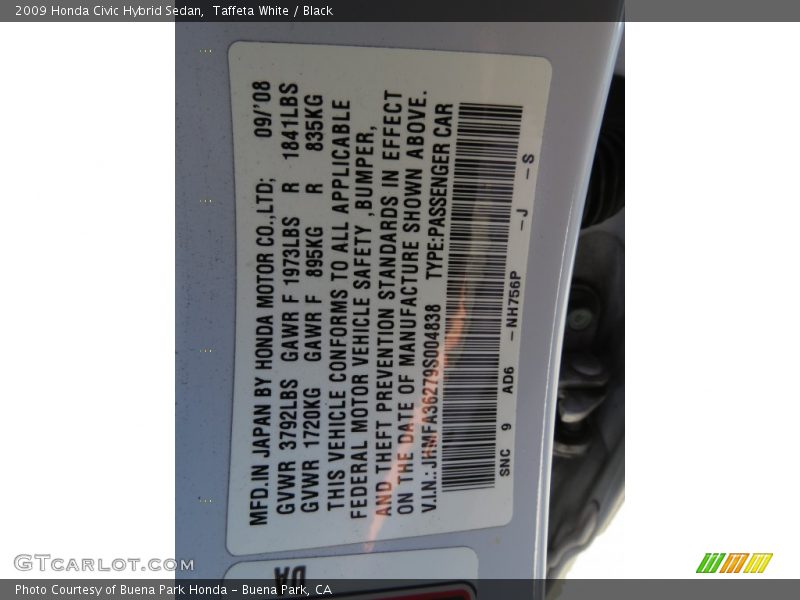 2009 Honda Civic Hybrid Sedan, Taffeta White / Black
MFD.IN JAPAN BY HONDA MOTOR CO.,LTD; 09/'08
GVWR 3792LBS GAWR F 1973LBS R 1841LBS
GVWR 1720KG GAWR F 895KG R 835KG
THIS VEHICLE CONFORMS TO ALL APPLICABLE
FEDERAL MOTOR VEHICLE SAFETY ,BUMPER,
AND THEFT PREVENTION STANDARDS IN EFFECT
ON THE DATE OF MANUFACTURE SHOWN ABOVE.
V.I.N.: JHMFA36279S004838 TYPE:PASSENGER CAR
SNC 9 AD6 -NH756P -J -S
GTCARLOT.COM
Photo Courtesy of Buena Park Honda - Buena Park, CA